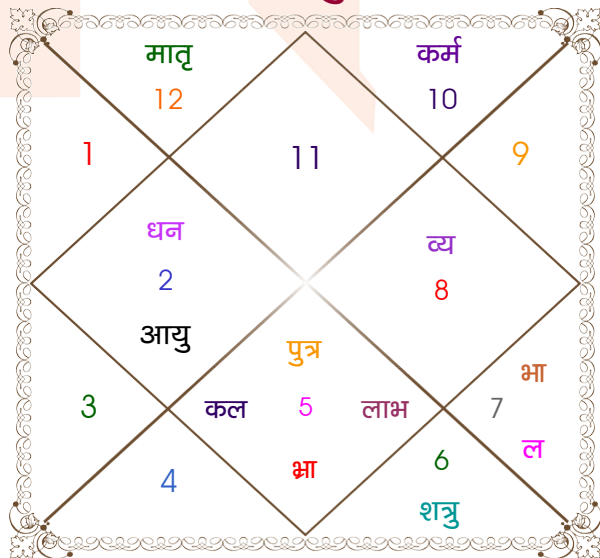 मातृ कर्म
12 10
1 11 9
धन व्य
2 8
आयु पुत्र
भा
3 कल 5 लाभ 7
ल
भ्रा 6
4
शत्रु